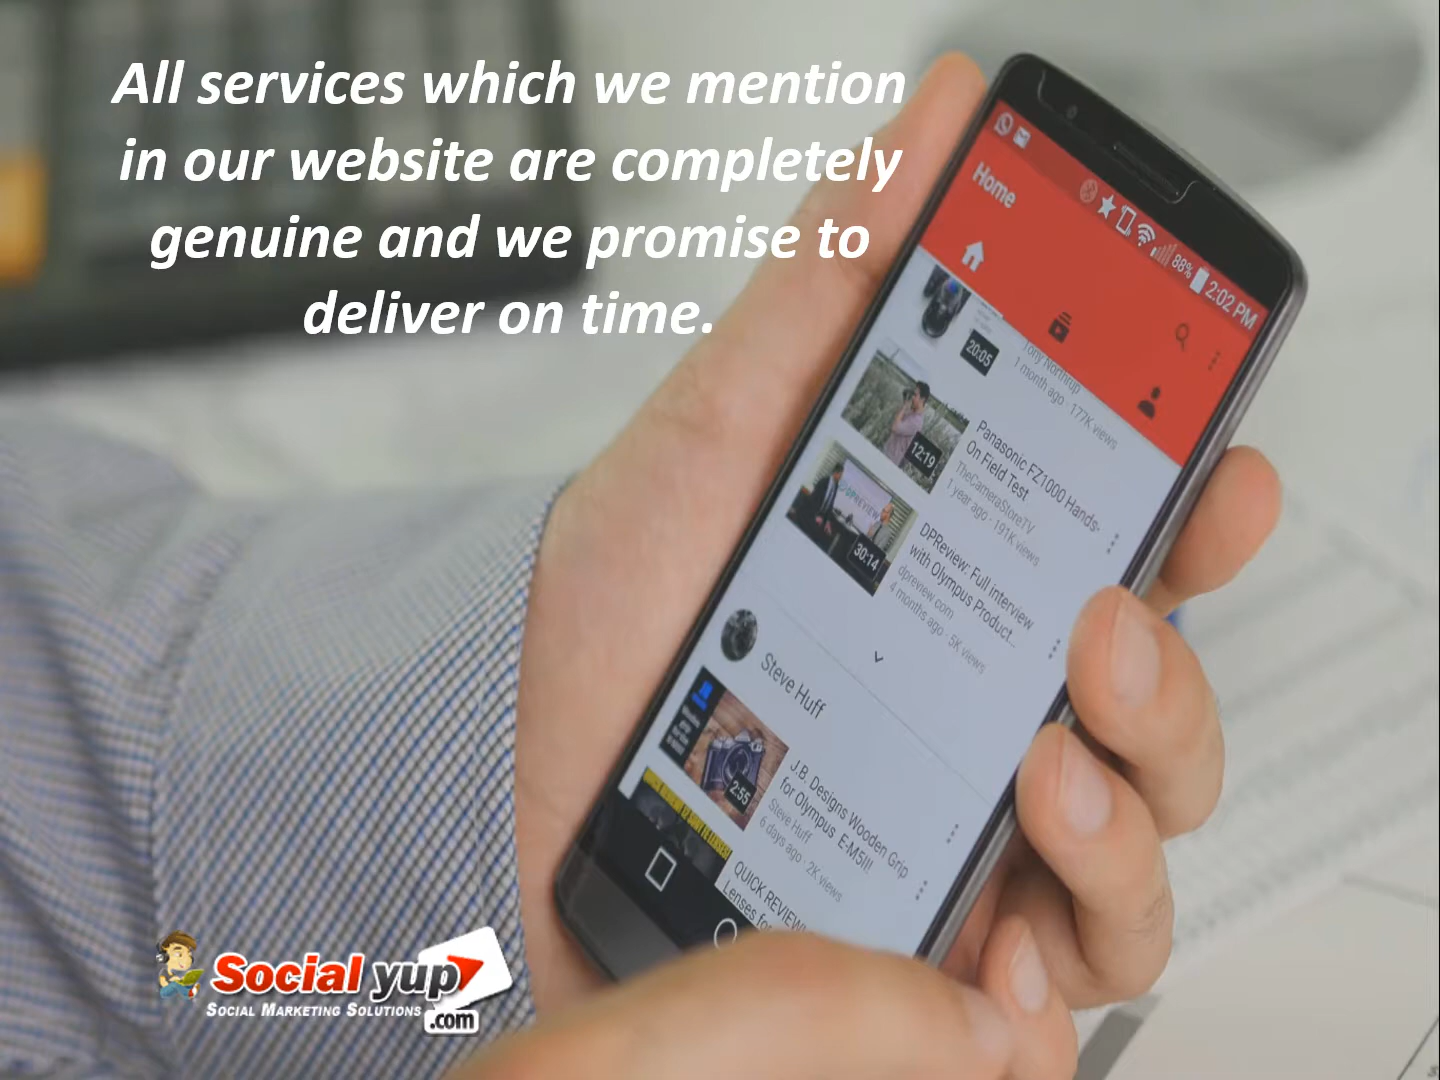 All services which we mention
in our website are completely
genuine and we promise to
deliver on time.
88% 2:02 PM
Home
20:05
Tony Northrup
1 month ago · 177K views
12:19
Panasonic FZ1000 Hands-
On Field Test
TheCameraStoreTV
1 year ago · 191K views
DPREVIEW
30:14
DPReview: Full interview
with Olympus Product...
dpreview.com
4 months ago · 5K views
Steve Huff
2:55
J.B. Designs Wooden Grip
for Olympus E-M5II!
Steve Huff
6 days ago · 2K views
QUICK REVIEW
Lenses for
Social yup
SOCIAL MARKETING SOLUTIONS
.com